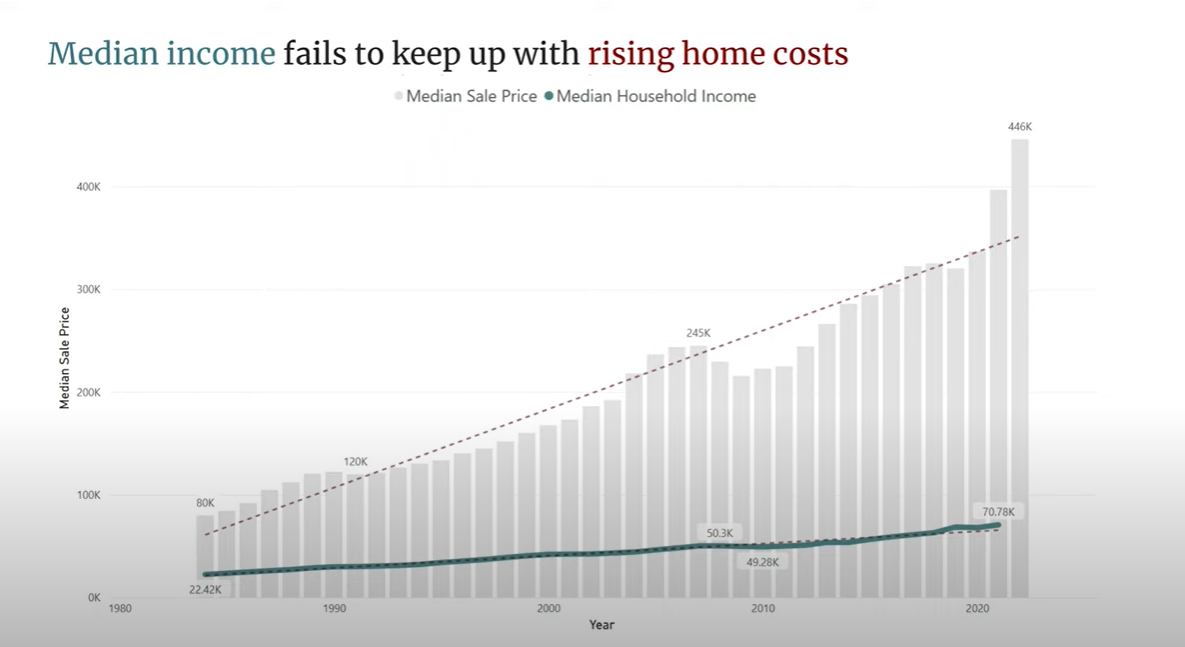 Median income fails to keep up with rising home costs
Median Sale Price Median Household Income
446K
400K
300K
245K
200K
120K
100K
80K
70.78K
50.3K
49.28K
22.42K
0K
1980 1990 2000 2010 2020
Year
Median Sale Price